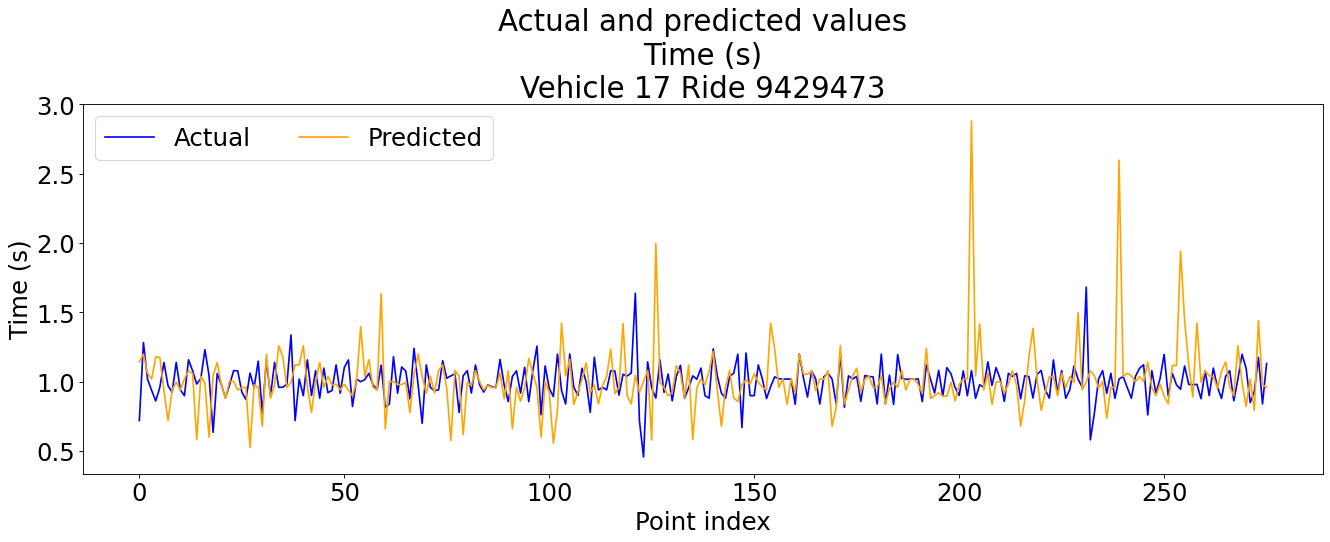 Actual and predicted values
Time (s)
Vehicle 17 Ride 9429473
Actual
Predicted
3.0
2.5
2.0
1.5
1.0
0.5
Time (s)
0
50
100
150
200
250
Point index